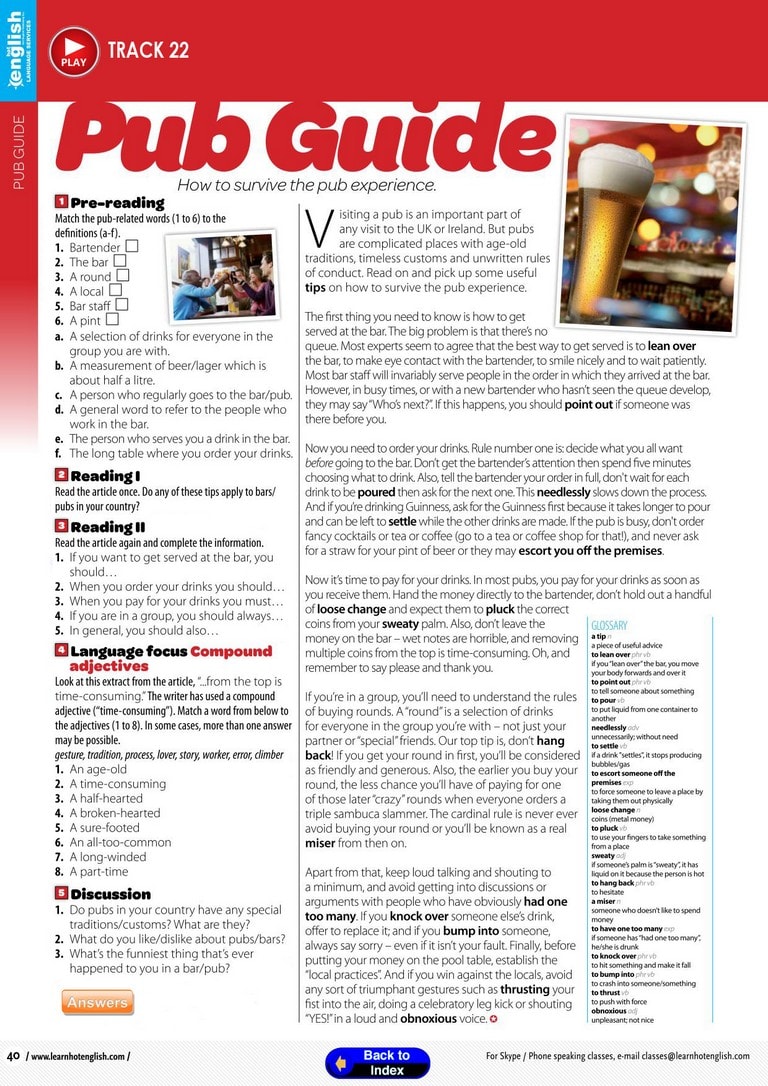 hot
english
LANGUAGE SERVICES
PUB GUIDE
PLAY
TRACK 22
Pub Guide
How to survive the pub experience.
1 Pre-reading
Match the pub-related words (1 to 6) to the
definitions (a-f).
1. Bartender
2. The bar
3. A round
4. A local
5. Bar staff
6. A pint
a. A selection of drinks for everyone in the
group you are with.
b. A measurement of beer/lager which is
about half a litre.
c. A person who regularly goes to the bar/pub.
d. A general word to refer to the people who
work in the bar.
e. The person who serves you a drink in the bar.
f. The long table where you order your drinks.
2 Reading I
Read the article once. Do any of these tips apply to bars/
pubs in your country?
3 Reading II
Read the article again and complete the information.
1. If you want to get served at the bar, you
should…
2. When you order your drinks you should…
3. When you pay for your drinks you must…
4. If you are in a group, you should always…
5. In general, you should also…
4 Language focus Compound
adjectives
Look at this extract from the article, “...from the top is
time-consuming.” The writer has used a compound
adjective (“time-consuming”). Match a word from below to
the adjectives (1 to 8). In some cases, more than one answer
may be possible.
gesture, tradition, process, lover, story, worker, error, climber
1. An age-old
2. A time-consuming
3. A half-hearted
4. A broken-hearted
5. A sure-footed
6. An all-too-common
7. A long-winded
8. A part-time
5 Discussion
1. Do pubs in your country have any special
traditions/customs? What are they?
2. What do you like/dislike about pubs/bars?
3. What’s the funniest thing that’s ever
happened to you in a bar/pub?
Answers
Visiting a pub is an important part of
any visit to the UK or Ireland. But pubs
are complicated places with age-old
traditions, timeless customs and unwritten rules
of conduct. Read on and pick up some useful
tips on how to survive the pub experience.
The first thing you need to know is how to get
served at the bar. The big problem is that there’s no
queue. Most experts seem to agree that the best way to get served is to lean over
the bar, to make eye contact with the bartender, to smile nicely and to wait patiently.
Most bar staff will invariably serve people in the order in which they arrived at the bar.
However, in busy times, or with a new bartender who hasn’t seen the queue develop,
they may say “Who’s next?”. If this happens, you should point out if someone was
there before you.
Now you need to order your drinks. Rule number one is: decide what you all want
before going to the bar. Don’t get the bartender’s attention then spend five minutes
choosing what to drink. Also, tell the bartender your order in full, don’t wait for each
drink to be poured then ask for the next one. This needlessly slows down the process.
And if you’re drinking Guinness, ask for the Guinness first because it takes longer to pour
and can be left to settle while the other drinks are made. If the pub is busy, don’t order
fancy cocktails or tea or coffee (go to a tea or coffee shop for that!), and never ask
for a straw for your pint of beer or they may escort you off the premises.
Now it’s time to pay for your drinks. In most pubs, you pay for your drinks as soon as
you receive them. Hand the money directly to the bartender, don’t hold out a handful
of loose change and expect them to pluck the correct
coins from your sweaty palm. Also, don’t leave the
money on the bar – wet notes are horrible, and removing
multiple coins from the top is time-consuming. Oh, and
remember to say please and thank you.
If you’re in a group, you’ll need to understand the rules
of buying rounds. A “round” is a selection of drinks
for everyone in the group you’re with – not just your
partner or “special” friends. Our top tip is, don’t hang
back! If you get your round in first, you’ll be considered
as friendly and generous. Also, the earlier you buy your
round, the less chance you’ll have of paying for one
of those later “crazy” rounds when everyone orders a
triple sambuca slammer. The cardinal rule is never ever
avoid buying your round or you’ll be known as a real
miser from then on.
Apart from that, keep loud talking and shouting to
a minimum, and avoid getting into discussions or
arguments with people who have obviously had one
too many. If you knock over someone else’s drink,
offer to replace it; and if you bump into someone,
always say sorry – even if it isn’t your fault. Finally, before
putting your money on the pool table, establish the
“local practices”. And if you win against the locals, avoid
any sort of triumphant gestures such as thrusting your
fist into the air, doing a celebratory leg kick or shouting
“YES!” in a loud and obnoxious voice.
GLOSSARY
a tip n
a piece of useful advice
to lean over phr vb
if you “lean over” the bar, you move
your body forwards and over it
to point out phr vb
to tell someone about something
to pour vb
to put liquid from one container to
another
needlessly adv
unnecessarily; without need
to settle vb
if a drink “settles”, it stops producing
bubbles/gas
to escort someone off the
premises exp
to force someone to leave a place by
taking them out physically
loose change n
coins (metal money)
to pluck vb
to use your fingers to take something
from a place
sweaty adj
if someone’s palm is “sweaty”, it has
liquid on it because the person is hot
to hang back phr vb
to hesitate
a miser n
someone who doesn’t like to spend
money
to have one too many exp
if someone has “had one too many”,
he/she is drunk
to knock over phr vb
to hit something and make it fall
to bump into phr vb
to crash into someone/something
to thrust vb
to push with force
obnoxious adj
unpleasant; not nice
40 / www.learnhotenglish.com /
Back to
Index
For Skype / Phone speaking classes, e-mail classes@learnhotenglish.com